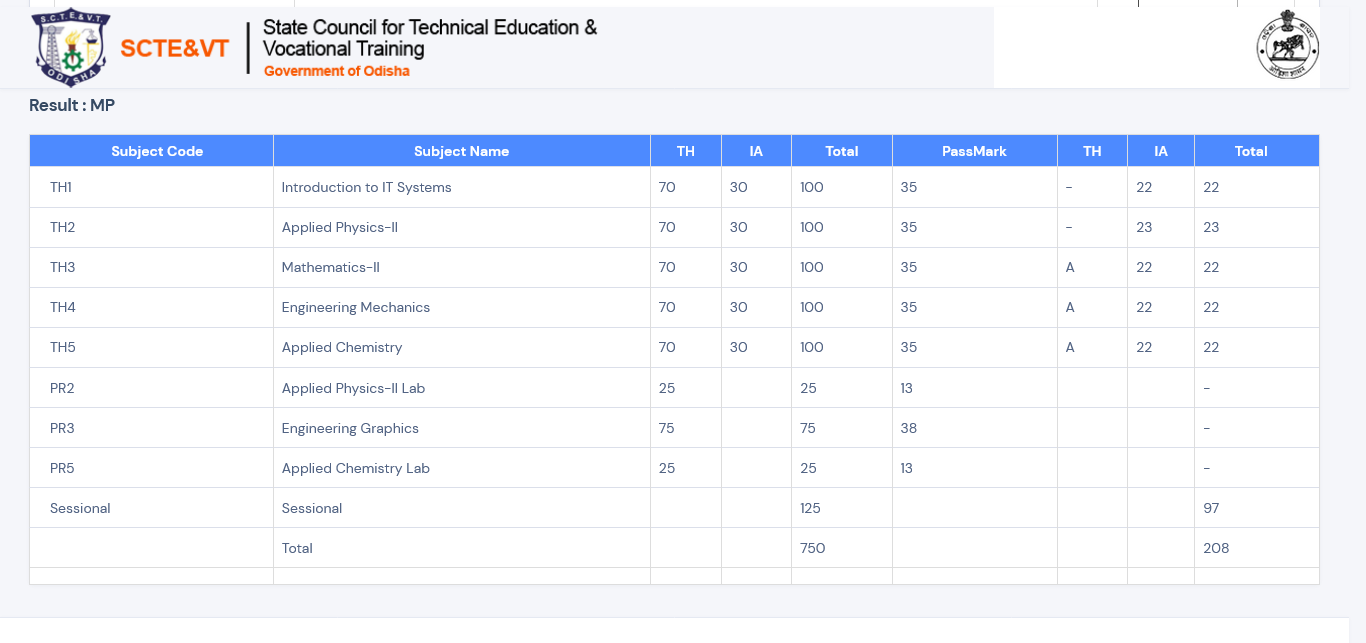 S.C.T.E.&V.T.
ODISHA
SCTE&VT
State Council for Technical Education &
Vocational Training
Government of Odisha
Result : MP
Subject Code Subject Name TH IA Total PassMark TH IA Total
TH1 Introduction to IT Systems 70 30 100 35 - 22 22
TH2 Applied Physics-II 70 30 100 35 - 23 23
TH3 Mathematics-II 70 30 100 35 A 22 22
TH4 Engineering Mechanics 70 30 100 35 A 22 22
TH5 Applied Chemistry 70 30 100 35 A 22 22
PR2 Applied Physics-II Lab 25 25 13 -
PR3 Engineering Graphics 75 75 38 -
PR5 Applied Chemistry Lab 25 25 13 -
Sessional Sessional 125 97
Total 750 208